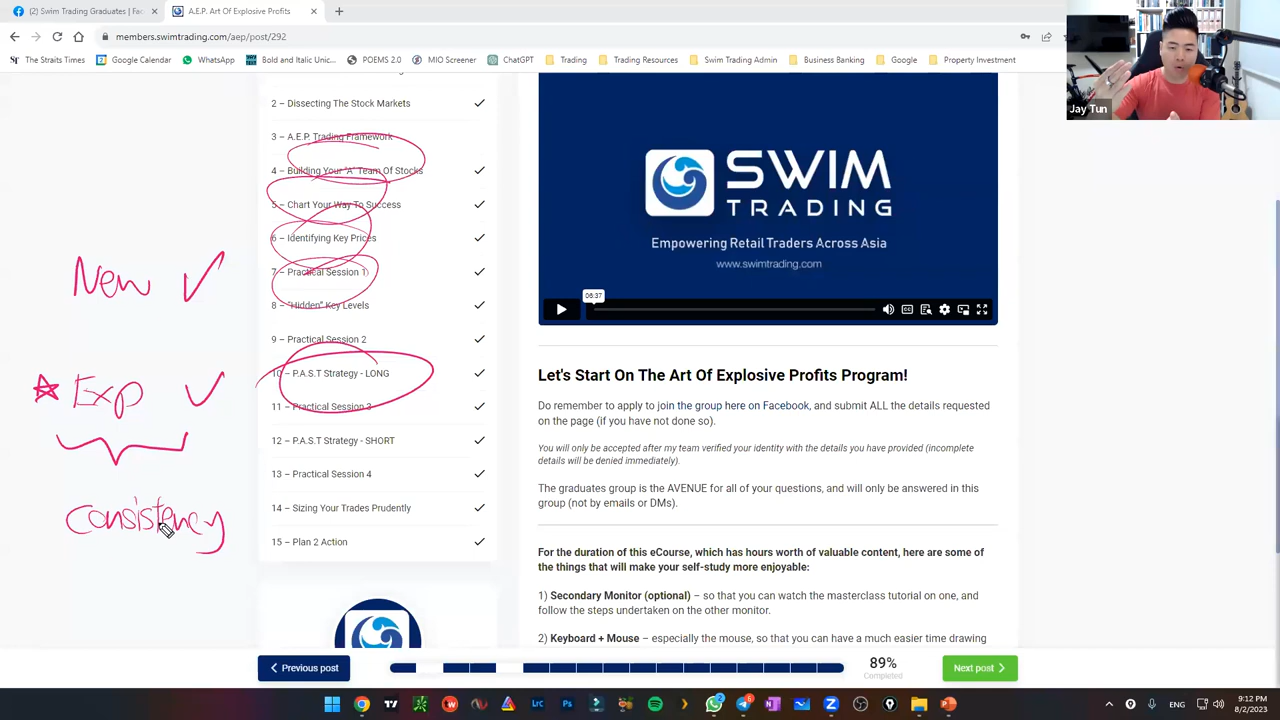 (2) Swim Trading Graduates | Fac
A.E.P. Art Of Explosive Profits
members.swimtrading.com/aep/post/292
The Straits Times
Google Calendar
WhatsApp
Bold and Italic Unic...
POEMS 2.0
MIO Screener
ChatGPT
Trading
Trading Resources
Swim Trading Admin
Business Banking
Google
Property Investment
Jay Tun
2 – Dissecting The Stock Markets
3 – A.E.P. Trading Framework
4 – Building Your "A" Team Of Stocks
5 – Chart Your Way To Success
6 – Identifying Key Prices
7 – Practical Session 1
8 – "Hidden" Key Levels
9 – Practical Session 2
10 – P.A.S.T Strategy - LONG
11 – Practical Session 3
12 – P.A.S.T Strategy - SHORT
13 – Practical Session 4
14 – Sizing Your Trades Prudently
15 – Plan 2 Action
New
Exp
Consistency
SWIM
TRADING
Empowering Retail Traders Across Asia
www.swimtrading.com
06:37
Let's Start On The Art Of Explosive Profits Program!
Do remember to apply to join the group here on Facebook, and submit ALL the details requested
on the page (if you have not done so).
You will only be accepted after my team verified your identity with the details you have provided (incomplete
details will be denied immediately).
The graduates group is the AVENUE for all of your questions, and will only be answered in this
group (not by emails or DMs).
For the duration of this eCourse, which has hours worth of valuable content, here are some of
the things that will make your self-study more enjoyable:
1) Secondary Monitor (optional) – so that you can watch the masterclass tutorial on one, and
follow the steps undertaken on the other monitor.
2) Keyboard + Mouse – especially the mouse, so that you can have a much easier time drawing
Previous post
89%
Completed
Next post
ENG
9:12 PM
8/2/2023